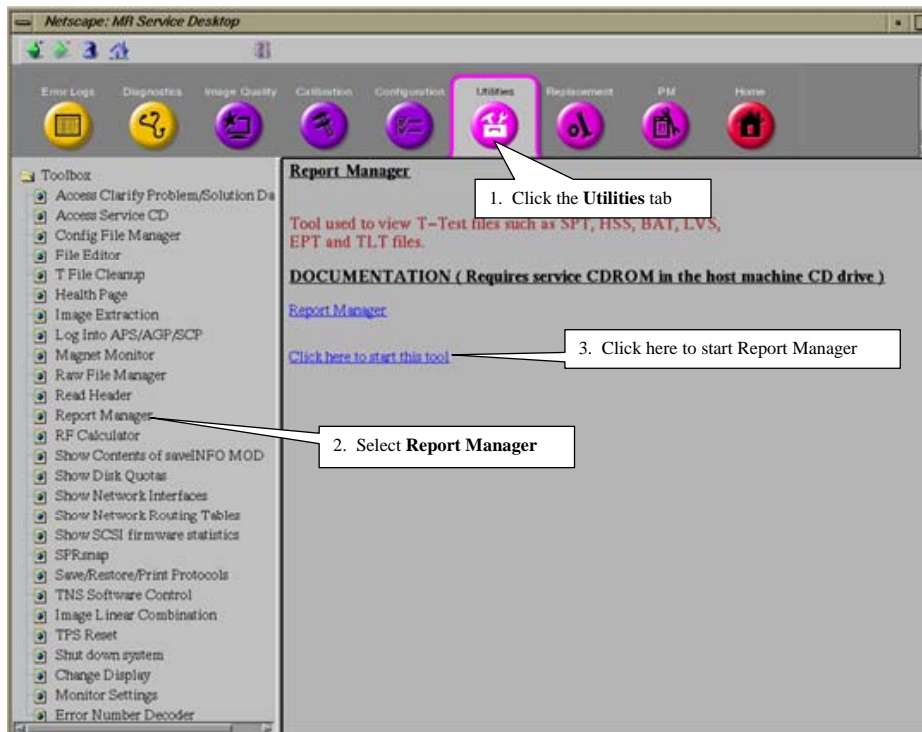 Netscape: MR Service Desktop
Error Logs Diagnostics Image Quality Calibration Configuration Utilities Replacement PM Home
Toolbox
Access Clarify Problem/Solution Da
Access Service CD
Config File Manager
File Editor
T File Cleanup
Health Page
Image Extraction
Log Into APS/AGP/SCP
Magnet Monitor
Raw File Manager
Read Header
Report Manager
RF Calculator
Show Contents of saveINFO MOD
Show Disk Quotas
Show Network Interfaces
Show Network Routing Tables
Show SCSI firmware statistics
SPRsnap
Save/Restore/Print Protocols
TNS Software Control
Image Linear Combination
TPS Reset
Shut down system
Change Display
Monitor Settings
Error Number Decoder
Report Manager
1. Click the Utilities tab
Tool used to view T-Test files such as SPT, HSS, BAT, LVS,
EPT and TLT files.
DOCUMENTATION ( Requires service CDROM in the host machine CD drive )
Report Manager
Click here to start this tool
3. Click here to start Report Manager
2. Select Report Manager